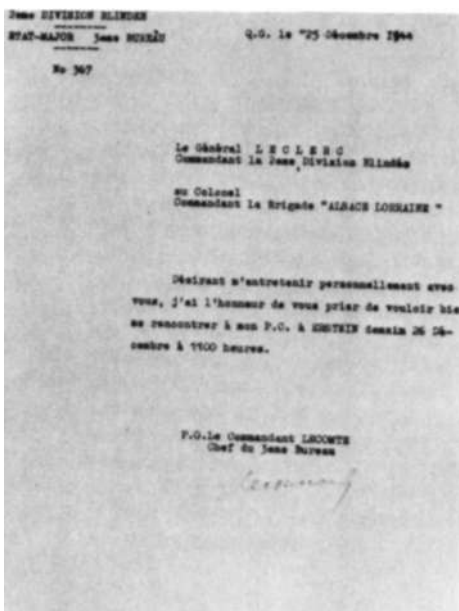 2eme DIVISION BLINDEE
ETAT-MAJOR 3eme BUREAU
Q.G. le "25 Décembre 1944
No 367
Le Général L E C L E R C
Commandant la 2eme Division Blindée
au Colonel
Commandant la Brigade "ALSACE LORRAINE "
Désirant m'entretenir personnellement avec
vous, j'ai l'honneur de vous prier de vouloir bie
me rencontrer à mon P.C. à ERSTEIN demain 26 Dé-
cembre à 1100 heures.
P.O.Le Commandant LECOMTE
Chef du 3eme Bureau